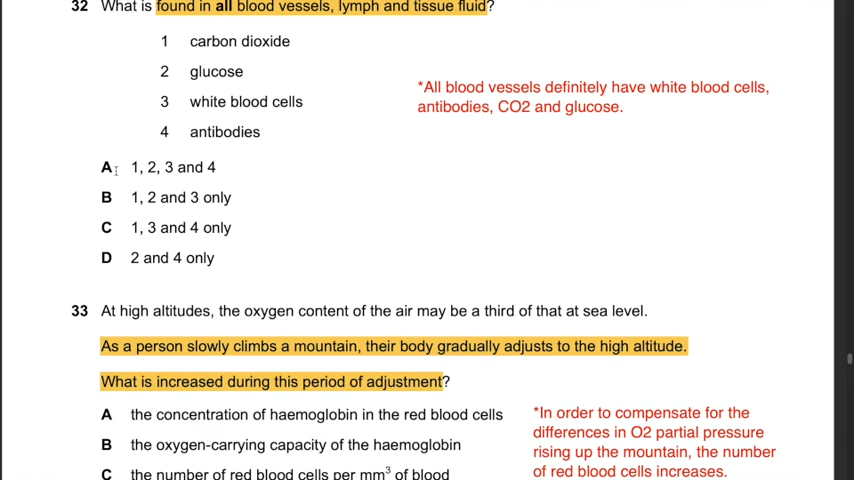 32 What is found in all blood vessels, lymph and tissue fluid?
1 carbon dioxide
2 glucose
3 white blood cells
4 antibodies
*All blood vessels definitely have white blood cells,
antibodies, CO2 and glucose.
A 1, 2, 3 and 4
B 1, 2 and 3 only
C 1, 3 and 4 only
D 2 and 4 only
33 At high altitudes, the oxygen content of the air may be a third of that at sea level.
As a person slowly climbs a mountain, their body gradually adjusts to the high altitude.
What is increased during this period of adjustment?
A the concentration of haemoglobin in the red blood cells
B the oxygen-carrying capacity of the haemoglobin
C the number of red blood cells per mm³ of blood
*In order to compensate for the
differences in O2 partial pressure
rising up the mountain, the number
of red blood cells increases.